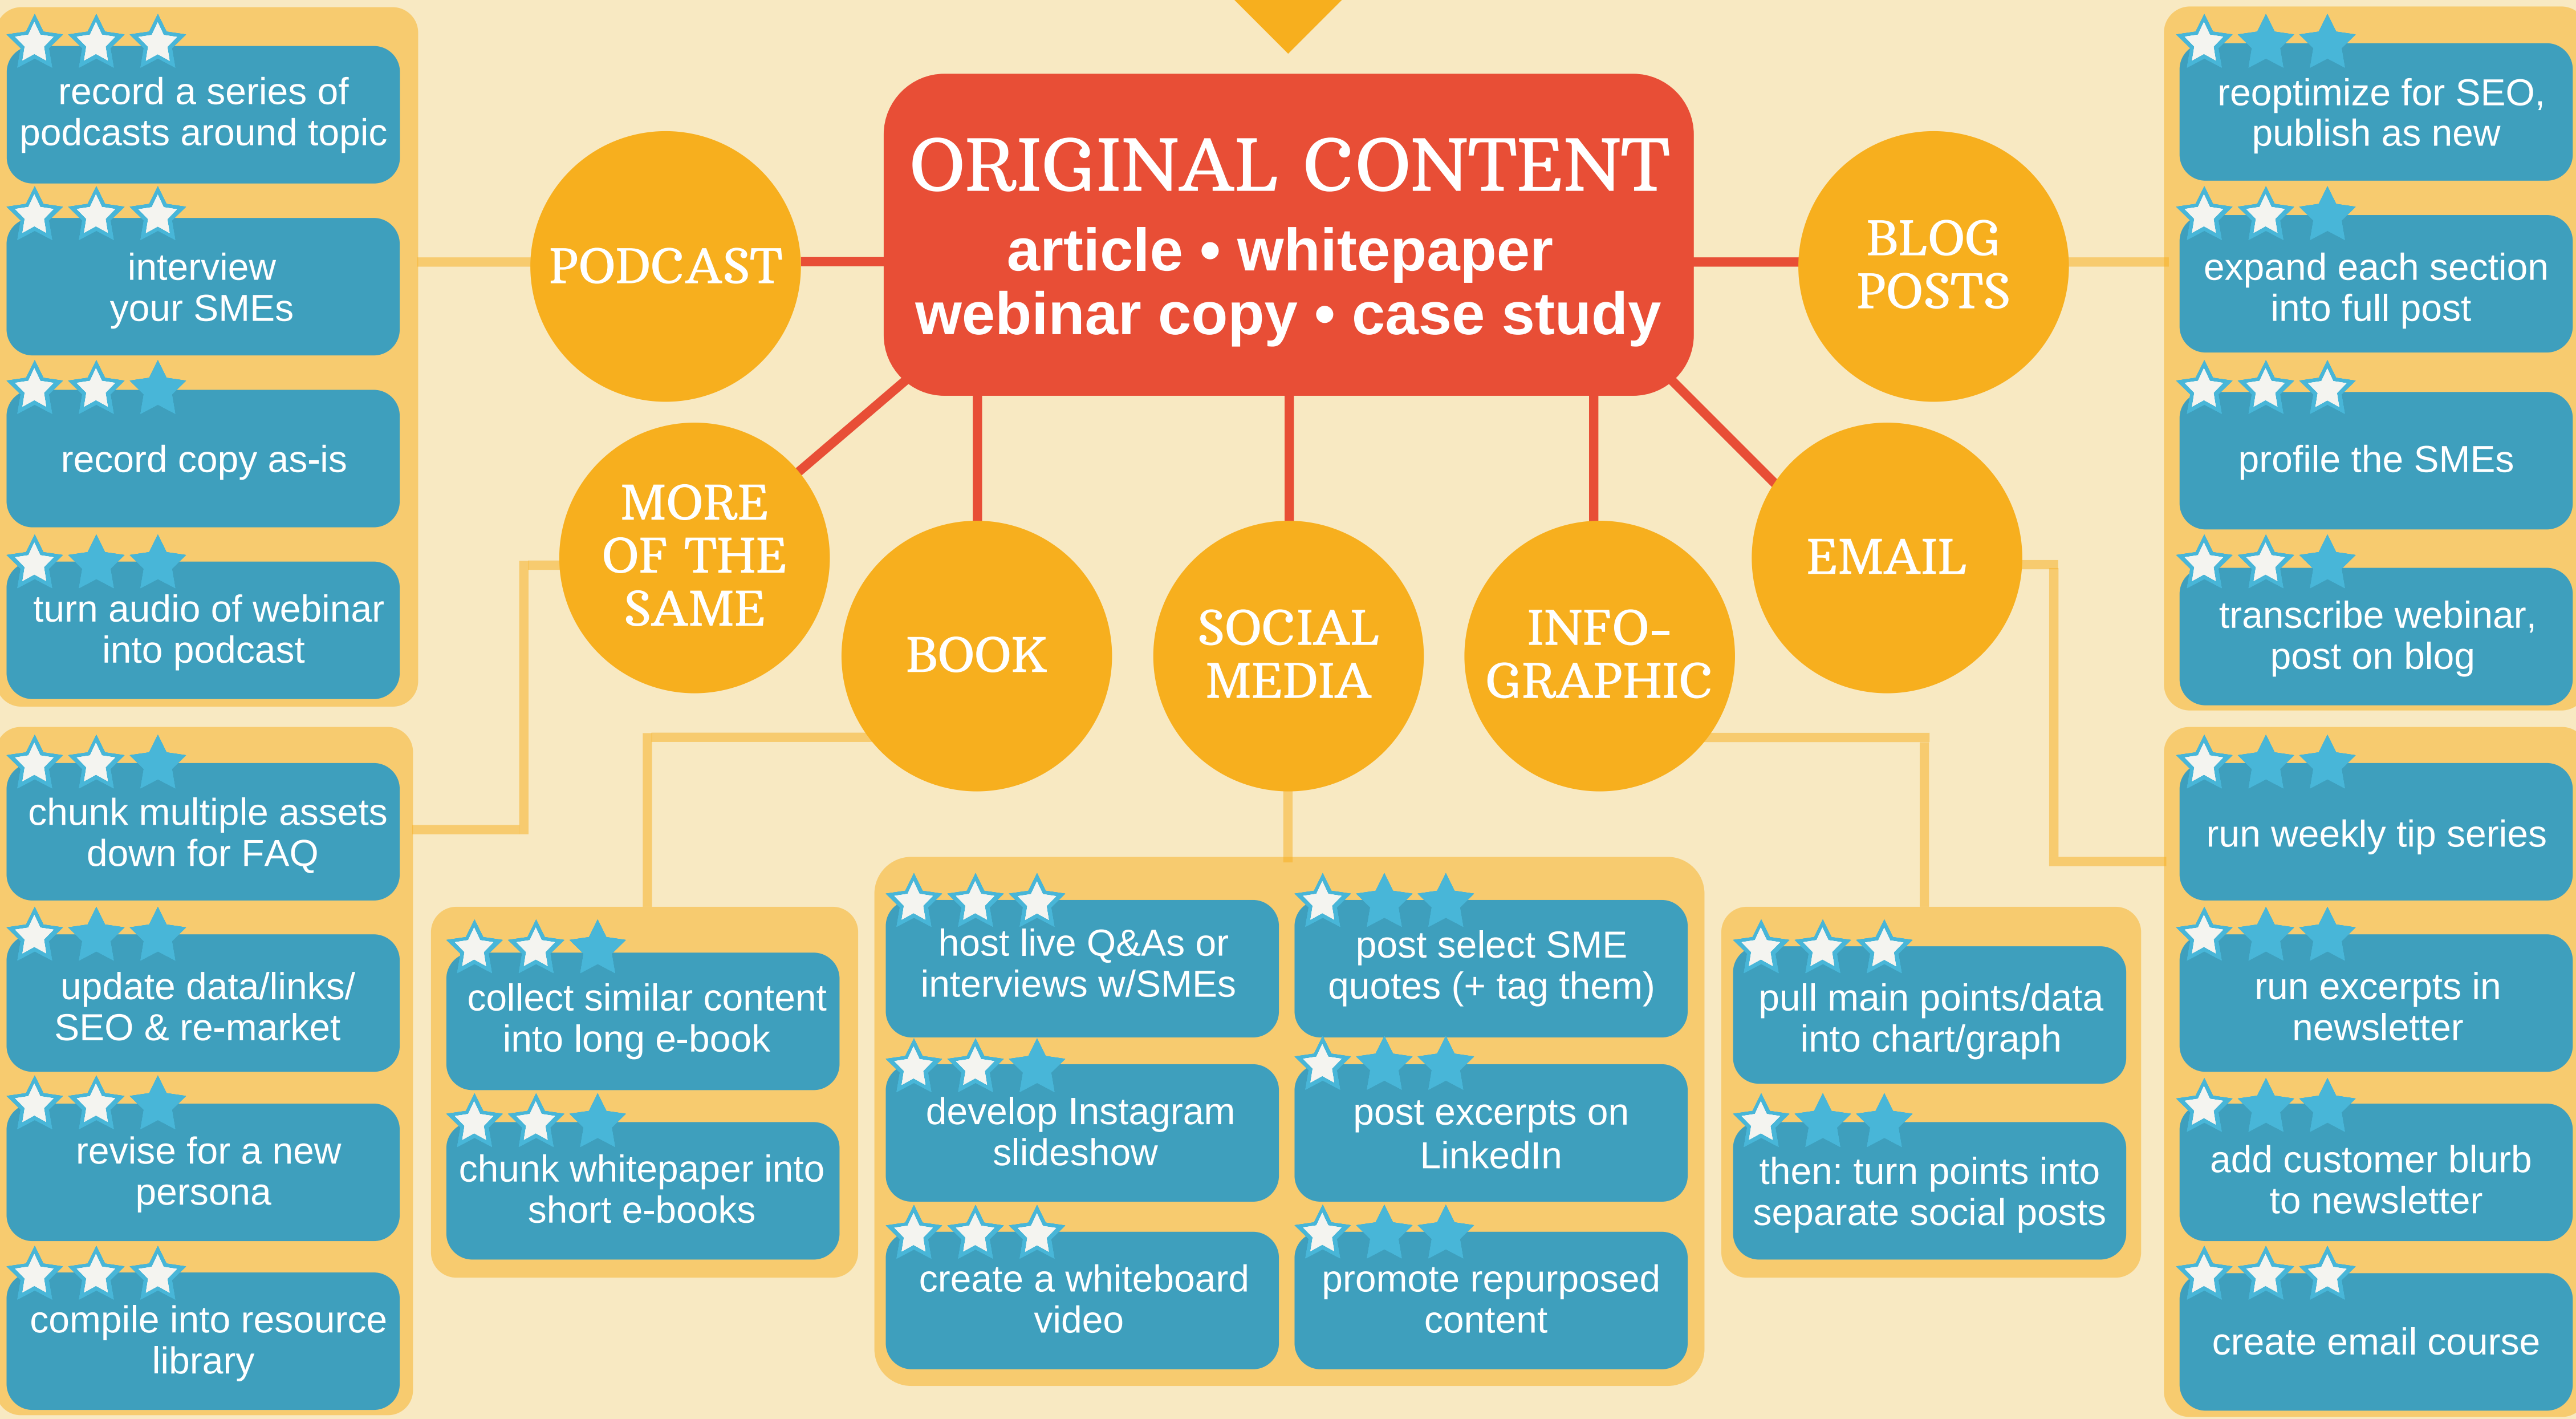 ORIGINAL CONTENT
article • whitepaper
webinar copy • case study
PODCAST
record a series of
podcasts around topic
interview
your SMEs
record copy as-is
turn audio of webinar
into podcast
MORE
OF THE
SAME
chunk multiple assets
down for FAQ
update data/links/
SEO & re-market
revise for a new
persona
compile into resource
library
BOOK
collect similar content
into long e-book
chunk whitepaper into
short e-books
SOCIAL
MEDIA
host live Q&As or
interviews w/SMEs
develop Instagram
slideshow
create a whiteboard
video
post select SME
quotes (+ tag them)
post excerpts on
LinkedIn
promote repurposed
content
INFO-
GRAPHIC
pull main points/data
into chart/graph
then: turn points into
separate social posts
EMAIL
run weekly tip series
run excerpts in
newsletter
add customer blurb
to newsletter
create email course
BLOG
POSTS
reoptimize for SEO,
publish as new
expand each section
into full post
profile the SMEs
transcribe webinar,
post on blog